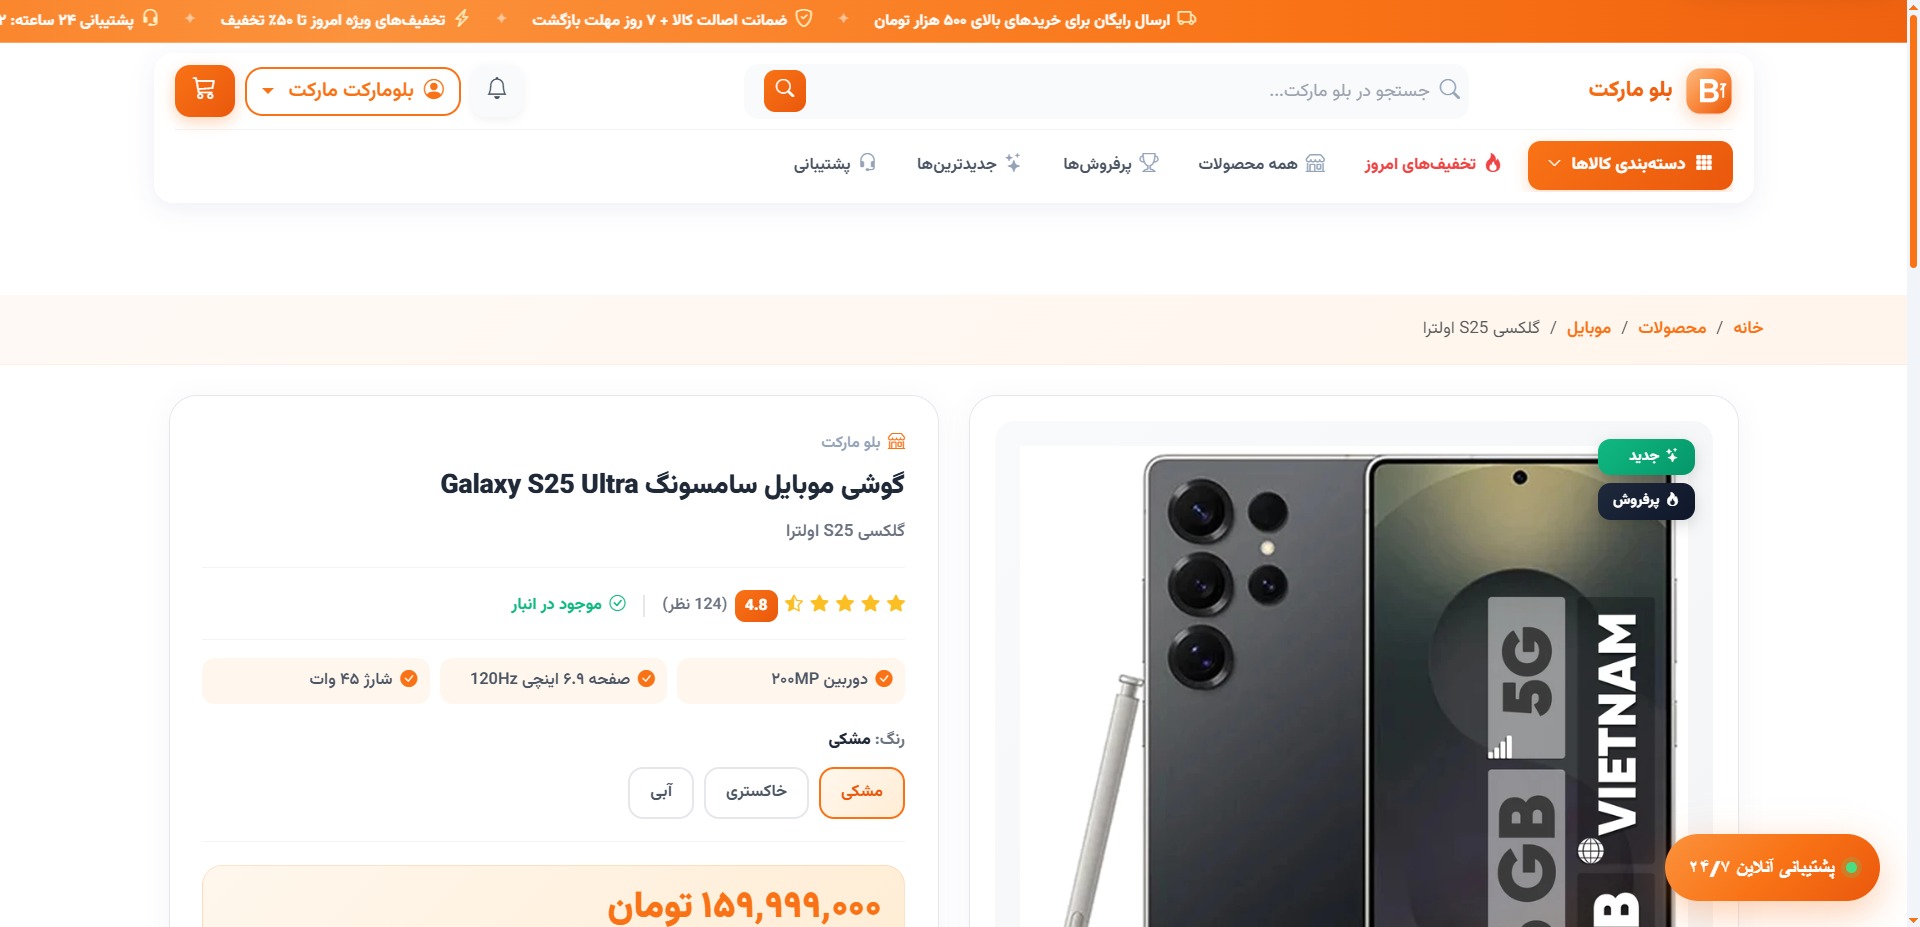 ارسال رایگان برای خریدهای بالای ۵۰۰ هزار تومان ✦ ضمانت اصالت کالا + ۷ روز مهلت بازگشت ✦ تخفیف‌های ویژه امروز تا ۵۰٪ تخفیف ✦ پشتیبانی ۲۴ ساعته:
بلو مارکت
جستجو در بلو مارکت...
بلومارکت مارکت
دسته‌بندی کالاها
تخفیف‌های امروز
همه محصولات
پرفروش‌ها
جدیدترین‌ها
پشتیبانی
خانه / محصولات / موبایل / گلکسی S25 اولترا
جدید
پرفروش
5G
GB
VIETNAM
B
بلو مارکت
گوشی موبایل سامسونگ Galaxy S25 Ultra
گلکسی S25 اولترا
4.8 (124 نظر) موجود در انبار
دوربین ۲۰۰MP
صفحه ۶.۹ اینچی 120Hz
شارژ ۴۵ وات
رنگ: مشکی
مشکی
خاکستری
آبی
۱۵۹,۹۹۹,۰۰۰ تومان
پشتیبانی آنلاین ۲۴/۷